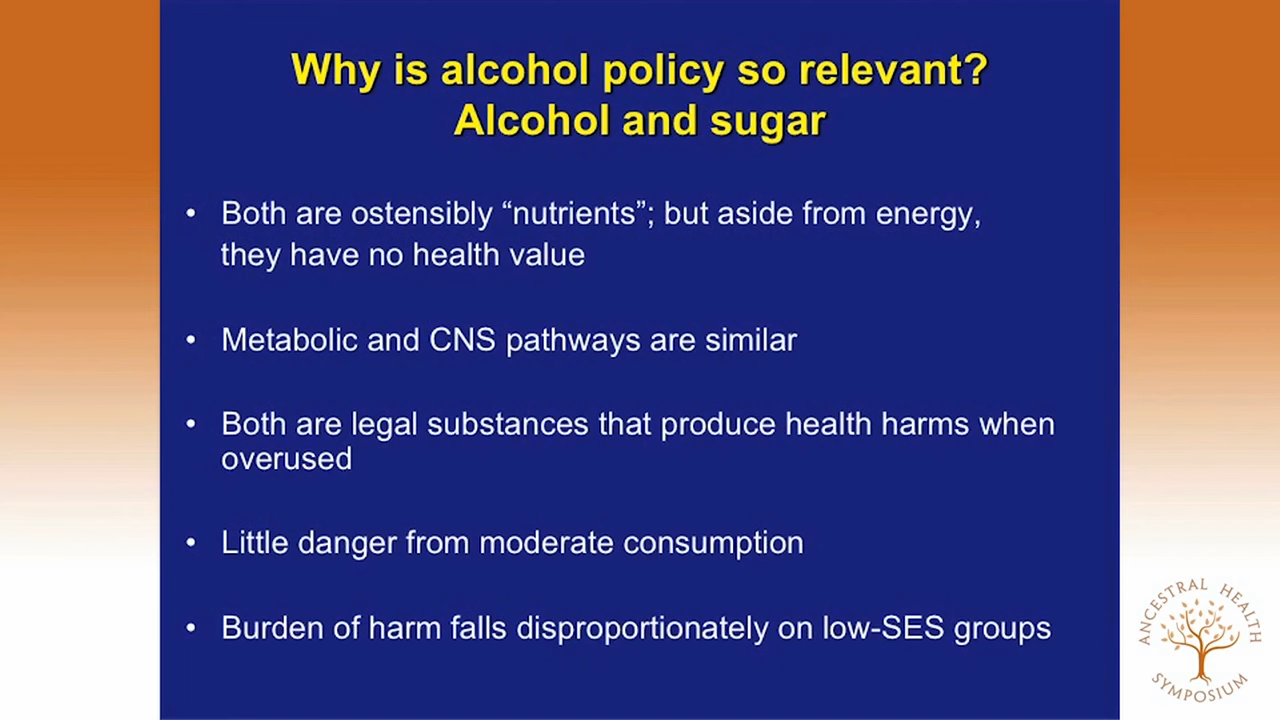 Why is alcohol policy so relevant?
Alcohol and sugar
• Both are ostensibly “nutrients”; but aside from energy,
they have no health value
• Metabolic and CNS pathways are similar
• Both are legal substances that produce health harms when
overused
• Little danger from moderate consumption
• Burden of harm falls disproportionately on low-SES groups
ANCESTRAL HEALTH
SYMPOSIUM